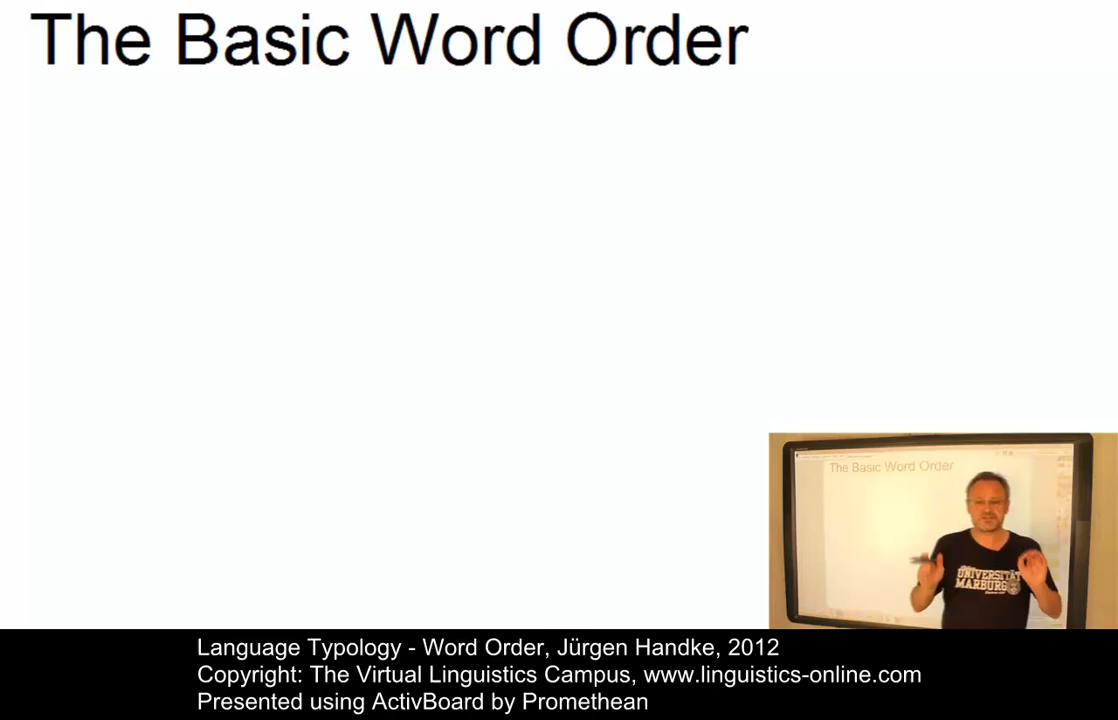 The Basic Word Order
The Basic Word Order
UNIVERSITÄT
MARBURG
Language Typology - Word Order, Jürgen Handke, 2012
Copyright: The Virtual Linguistics Campus, www.linguistics-online.com
Presented using ActivBoard by Promethean